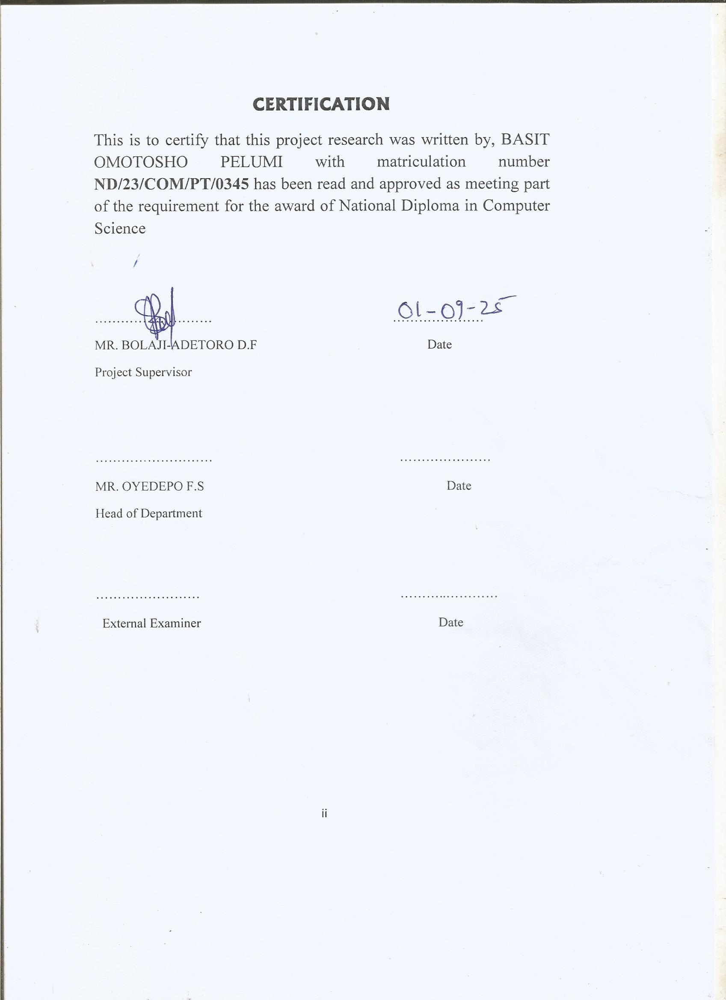 CERTIFICATION
This is to certify that this project research was written by, BASIT
OMOTOSHO PELUMI with matriculation number
ND/23/COM/PT/0345 has been read and approved as meeting part
of the requirement for the award of National Diploma in Computer
Science
.......................... 01-09-25
MR. BOLAJI-ADETORO D.F Date
Project Supervisor
.......................... .....................
MR. OYEDEPO F.S Date
Head of Department
........................ ......................
External Examiner Date
ii